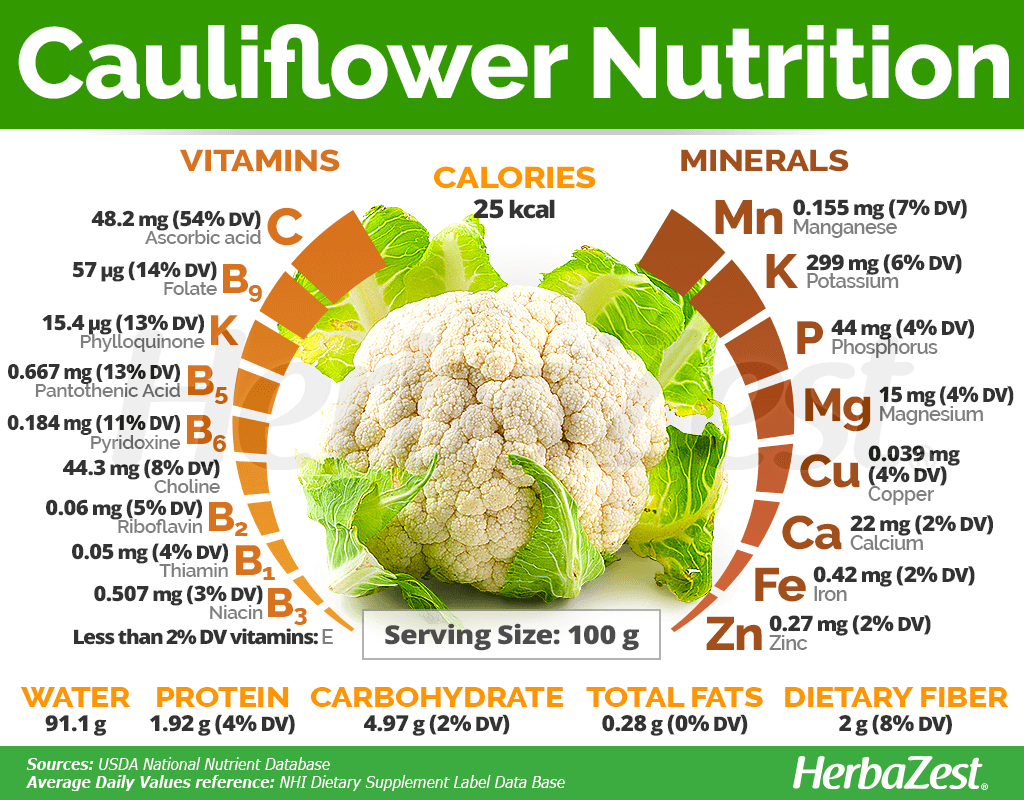 Cauliflower Nutrition
VITAMINS
C
48.2 mg (54% DV)
Ascorbic acid
B9
57 µg (14% DV)
Folate
K
15.4 µg (13% DV)
Phylloquinone
B5
0.667 mg (13% DV)
Pantothenic Acid
B6
0.184 mg (11% DV)
Pyridoxine
44.3 mg (8% DV)
Choline
B2
0.06 mg (5% DV)
Riboflavin
B1
0.05 mg (4% DV)
Thiamin
B3
0.507 mg (3% DV)
Niacin
Less than 2% DV vitamins: E
CALORIES
25 kcal
HerbaZest®
Serving Size: 100 g
MINERALS
Mn
0.155 mg (7% DV)
Manganese
K
299 mg (6% DV)
Potassium
P
44 mg (4% DV)
Phosphorus
Mg
15 mg (4% DV)
Magnesium
Cu
0.039 mg
(4% DV)
Copper
Ca
22 mg (2% DV)
Calcium
Fe
0.42 mg (2% DV)
Iron
Zn
0.27 mg (2% DV)
Zinc
WATER
91.1 g
PROTEIN
1.92 g (4% DV)
CARBOHYDRATE
4.97 g (2% DV)
TOTAL FATS
0.28 g (0% DV)
DIETARY FIBER
2 g (8% DV)
Sources: USDA National Nutrient Database
Average Daily Values reference: NHI Dietary Supplement Label Data Base
HerbaZest®